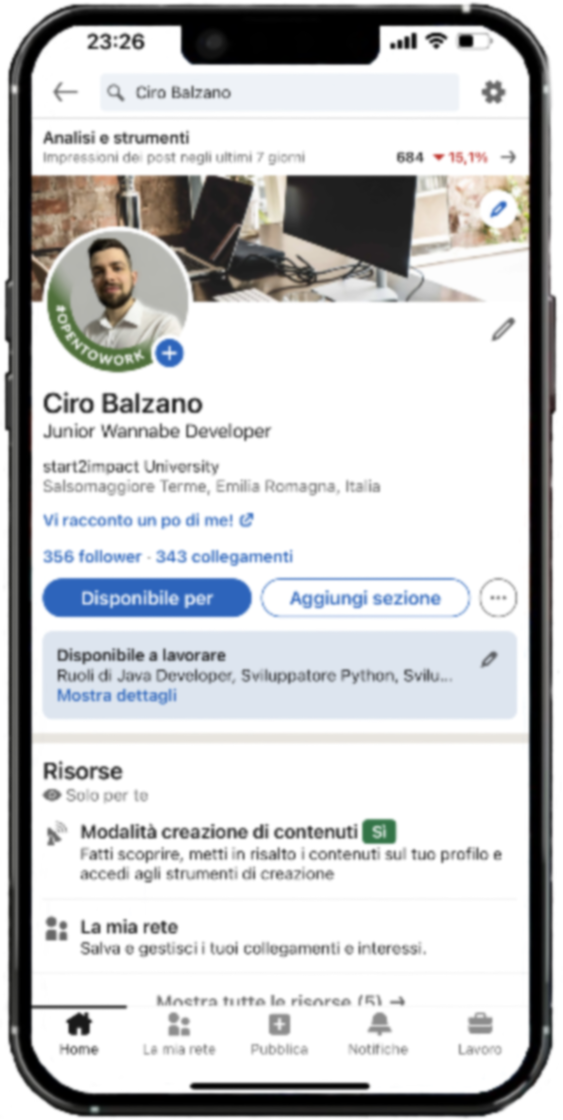 23:26
Ciro Balzano
Analisi e strumenti
Impressioni dei post negli ultimi 7 giorni 684 ▼ 15,1% →
#OPENTOWORK
Ciro Balzano
Junior Wannabe Developer
start2impact University
Salsomaggiore Terme, Emilia Romagna, Italia
Vi racconto un po di me!
356 follower · 343 collegamenti
Disponibile per Aggiungi sezione
Disponibile a lavorare
Ruoli di Java Developer, Sviluppatore Python, Svilu...
Mostra dettagli
Risorse
Solo per te
Modalità creazione di contenuti Sì
Fatti scoprire, metti in risalto i contenuti sul tuo profilo e
accedi agli strumenti di creazione
La mia rete
Salva e gestisci i tuoi collegamenti e interessi.
Mostra tutte le risorse (5) →
Home La mia rete Pubblica Notifiche Lavoro